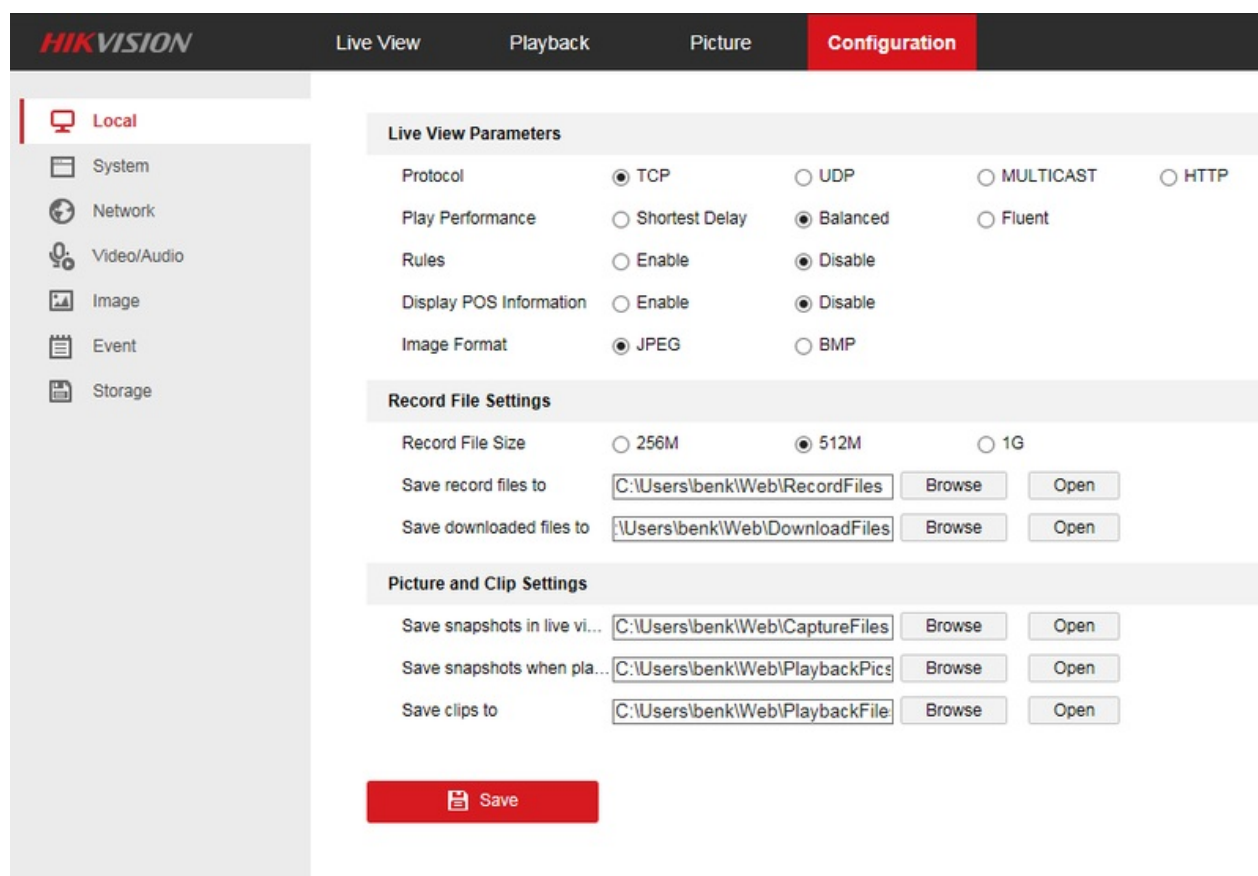 HIKVISION Live View Playback Picture Configuration
Local
System
Network
Video/Audio
Image
Event
Storage
Live View Parameters
Protocol TCP UDP MULTICAST HTTP
Play Performance Shortest Delay Balanced Fluent
Rules Enable Disable
Display POS Information Enable Disable
Image Format JPEG BMP
Record File Settings
Record File Size 256M 512M 1G
Save record files to C:\Users\benk\Web\RecordFiles Browse Open
Save downloaded files to :\Users\benk\Web\DownloadFiles Browse Open
Picture and Clip Settings
Save snapshots in live vi... C:\Users\benk\Web\CaptureFiles Browse Open
Save snapshots when pla... C:\Users\benk\Web\PlaybackPics Browse Open
Save clips to C:\Users\benk\Web\PlaybackFile Browse Open
Save